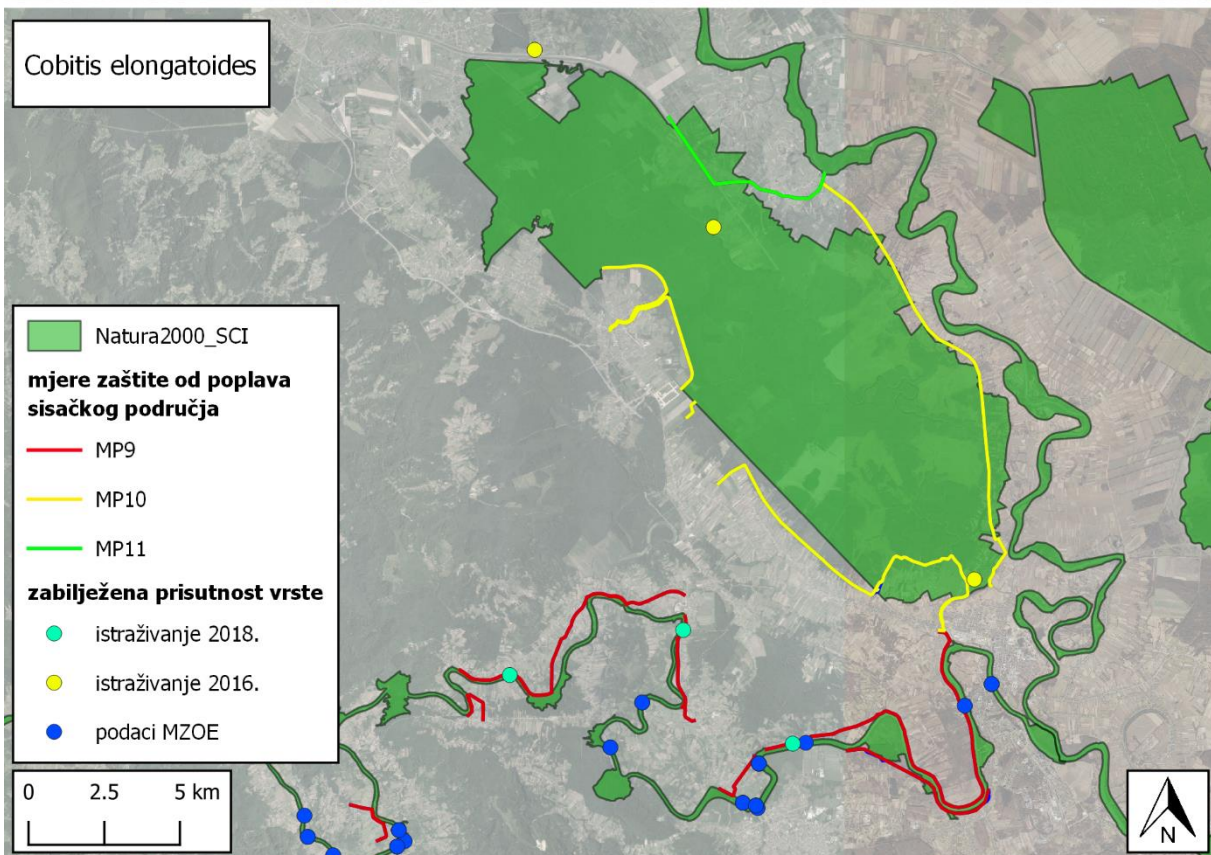 Cobitis elongatoides
Natura2000_SCI
mjere zaštite od poplava
sisačkog područja
MP9
MP10
MP11
zabilježena prisutnost vrste
istraživanje 2018.
istraživanje 2016.
podaci MZOE
0 2.5 5 km
N